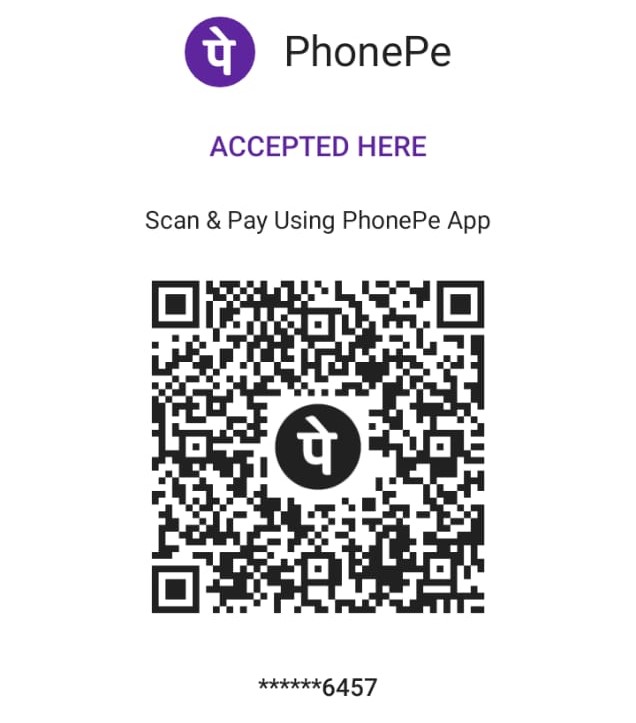 पे PhonePe
ACCEPTED HERE
Scan & Pay Using PhonePe App
पे
******6457